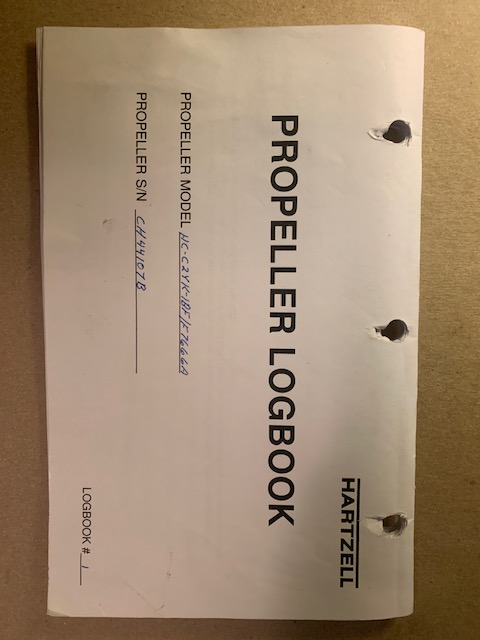 HARTZELL
PROPELLER LOGBOOK
PROPELLER MODEL HC-C2YK-1BF/F7666A
PROPELLER S/N CH44107B
LOGBOOK # 1